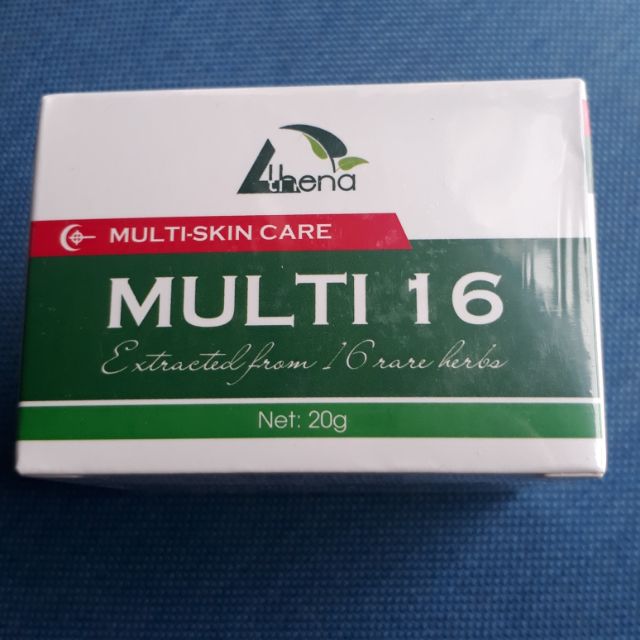 Athena
MULTI-SKIN CARE
MULTI 16
Extracted from 16 rare herbs
Net: 20g